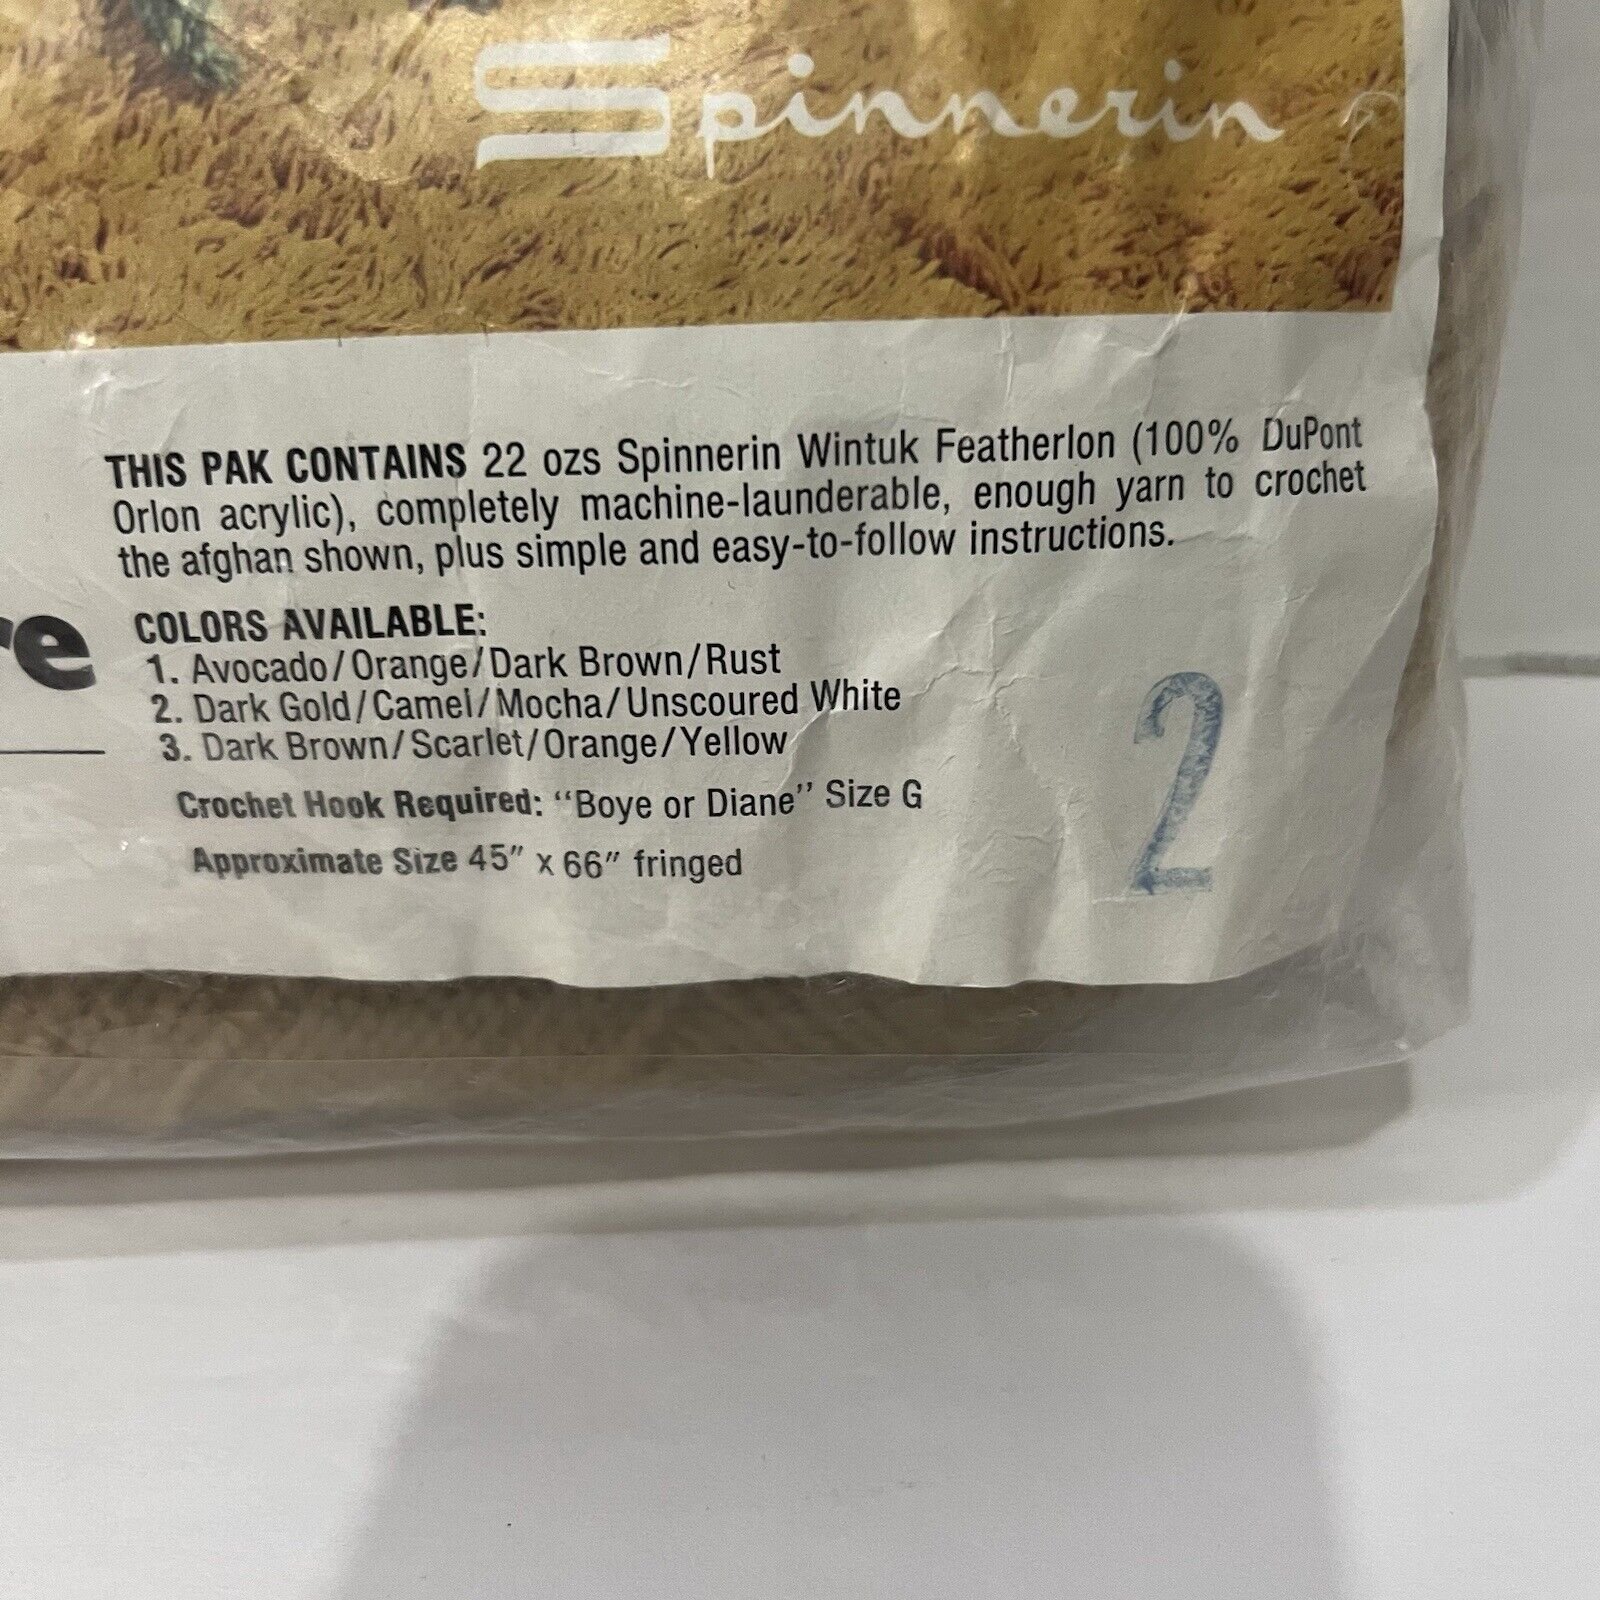 Spinnerin
THIS PAK CONTAINS 22 ozs Spinnerin Wintuk Featherlon (100% DuPont
Orlon acrylic), completely machine-launderable, enough yarn to crochet
the afghan shown, plus simple and easy-to-follow instructions.
re
COLORS AVAILABLE:
1. Avocado/Orange/Dark Brown/Rust
2. Dark Gold/Camel/Mocha/Unscoured White
3. Dark Brown/Scarlet/Orange/Yellow
Crochet Hook Required: "Boye or Diane" Size G
Approximate Size 45" x 66" fringed
2